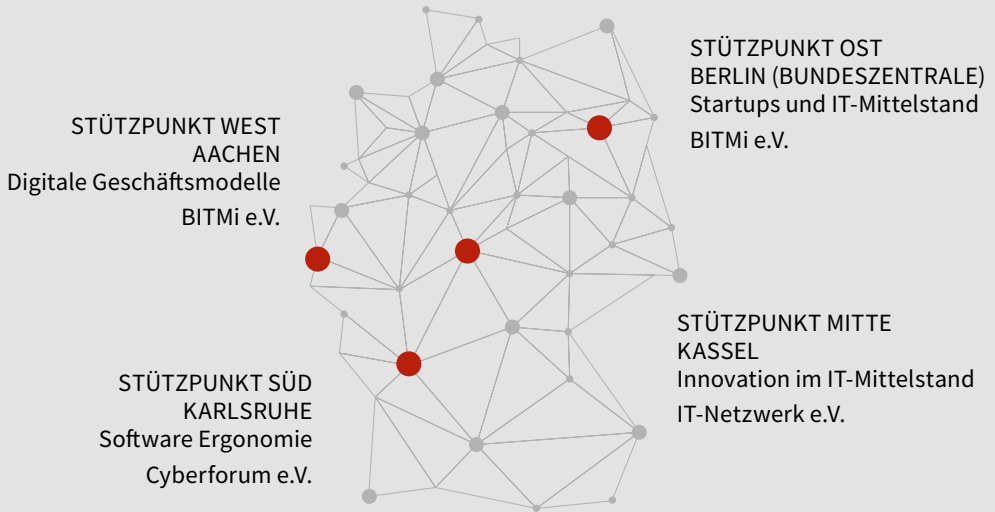 STÜTZPUNKT OST
BERLIN (BUNDESZENTRALE)
Startups und IT-Mittelstand
BITMi e.V.
STÜTZPUNKT WEST
AACHEN
Digitale Geschäftsmodelle
BITMi e.V.
STÜTZPUNKT MITTE
KASSEL
Innovation im IT-Mittelstand
IT-Netzwerk e.V.
STÜTZPUNKT SÜD
KARLSRUHE
Software Ergonomie
Cyberforum e.V.